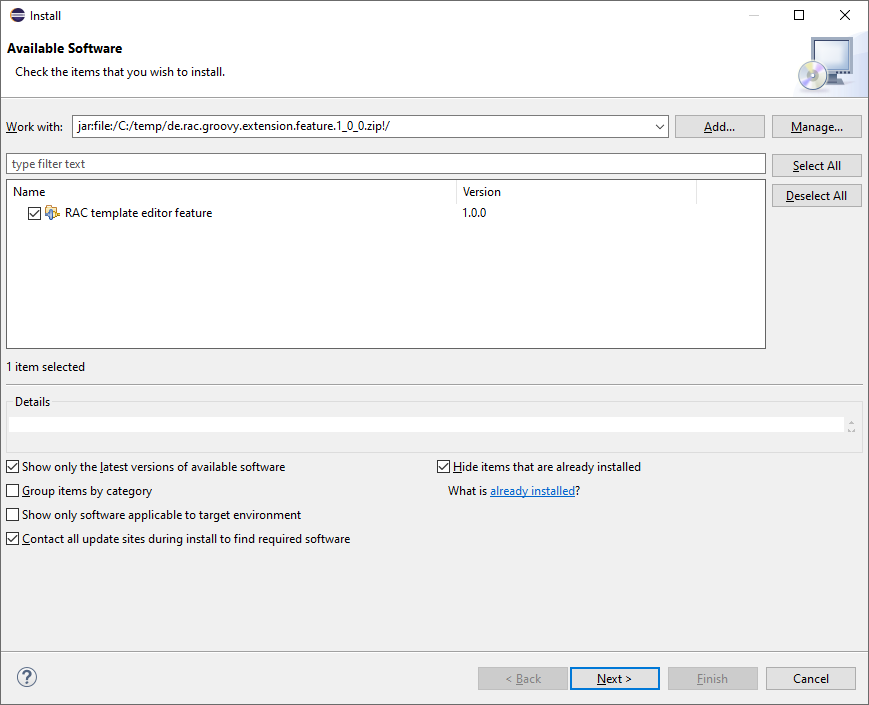 Install
Available Software
Check the items that you wish to install.
Work with: jar:file:/C:/temp/de.rac.groovy.extension.feature.1_0_0.zip!/ Add... Manage...
type filter text Select All
Name Version Deselect All
RAC template editor feature 1.0.0
1 item selected
Details
Show only the latest versions of available software Hide items that are already installed
Group items by category What is already installed?
Show only software applicable to target environment
Contact all update sites during install to find required software
? < Back Next > Finish Cancel